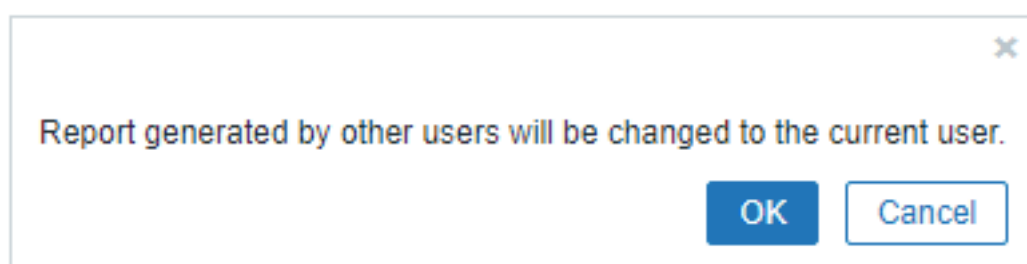 Report generated by other users will be changed to the current user.
OK Cancel